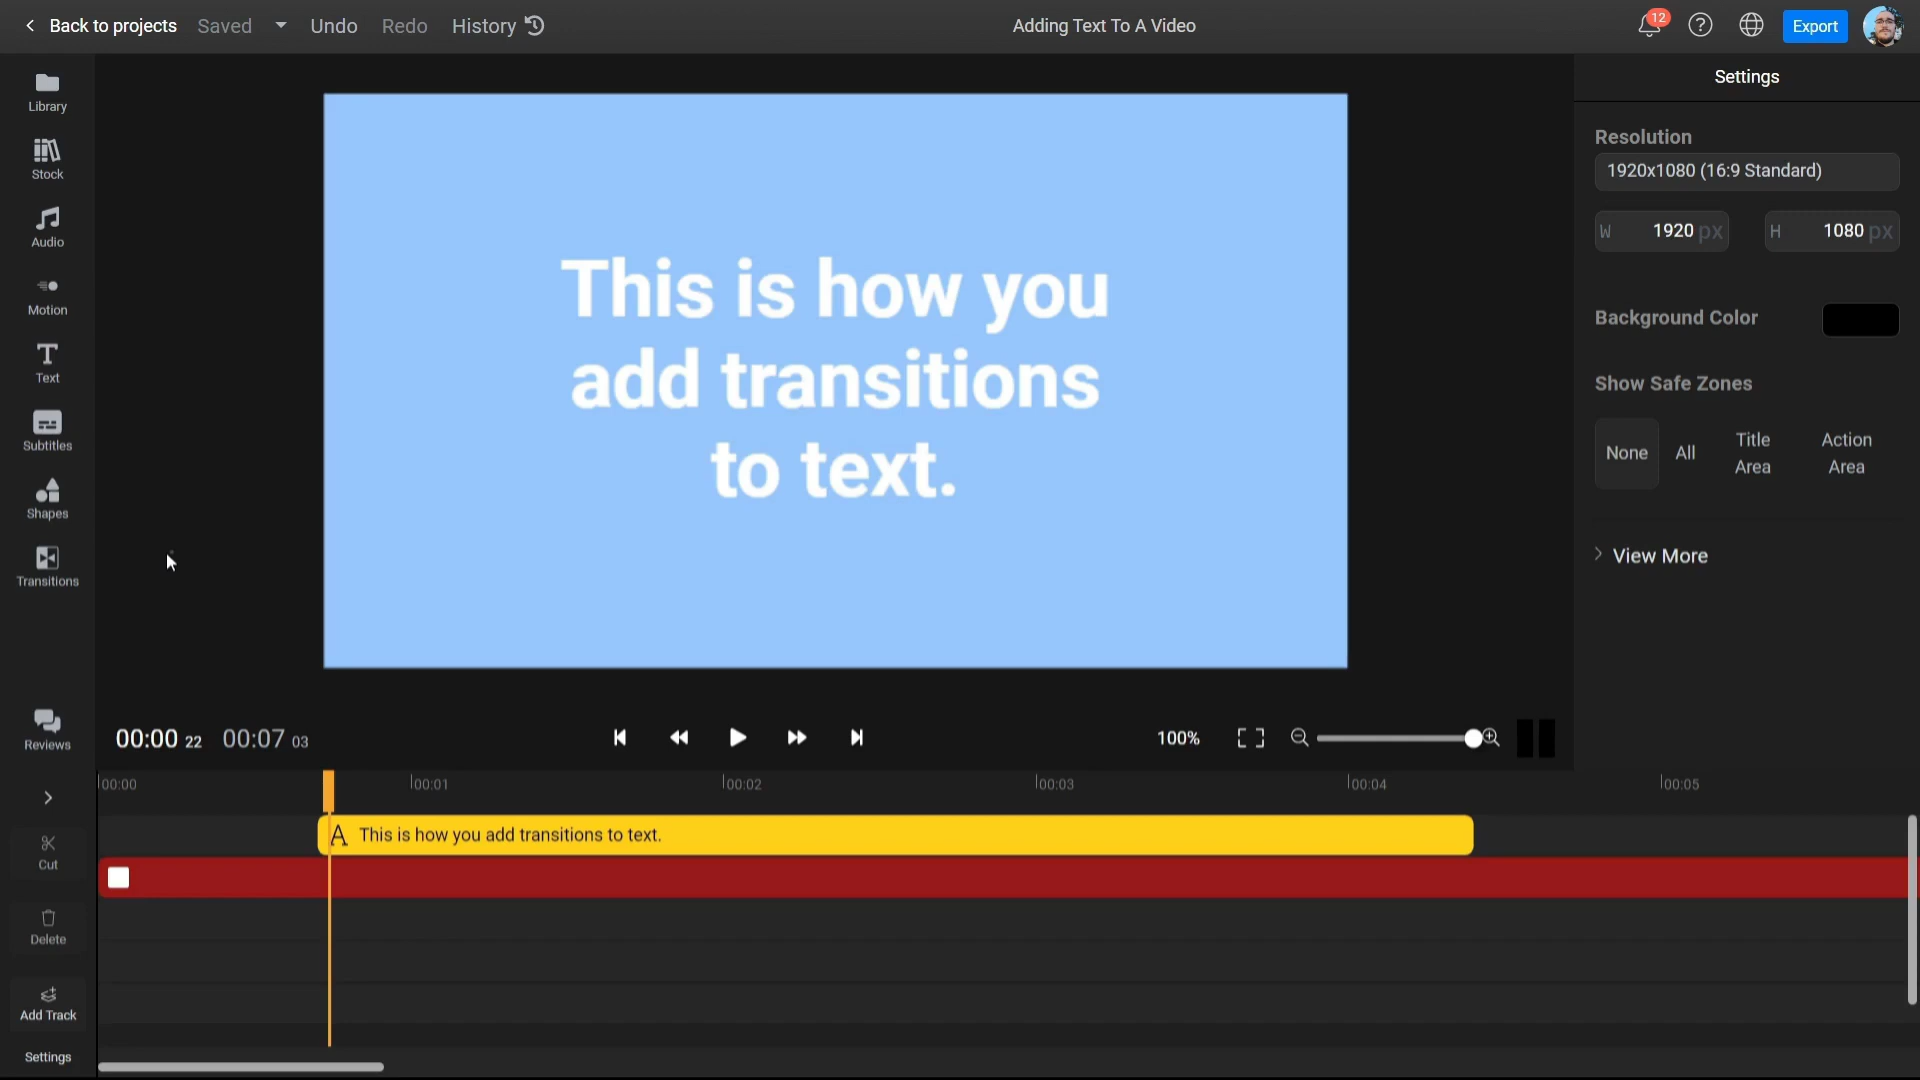 Back to projects Saved Undo Redo History
Adding Text To A Video
12
Export
Library
Stock
Audio
Motion
Text
Subtitles
Shapes
Transitions
Reviews
This is how you
add transitions
to text.
Settings
Resolution
1920x1080 (16:9 Standard)
W 1920 px H 1080 px
Background Color
Show Safe Zones
None All Title Area Action Area
View More
00:00 22 00:07 03
100%
00:00 00:01 00:02 00:03 00:04 00:05
A This is how you add transitions to text.
Cut
Delete
Add Track
Settings